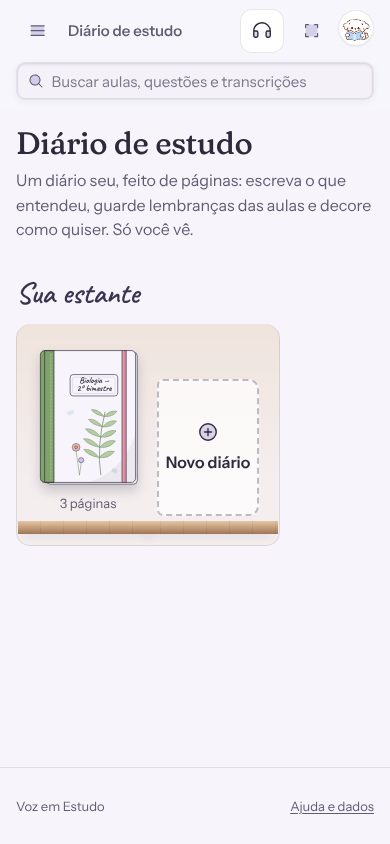 Diário de estudo
Buscar aulas, questões e transcrições
Diário de estudo
Um diário seu, feito de páginas: escreva o que
entendeu, guarde lembranças das aulas e decore
como quiser. Só você vê.
Sua estante
Biologia –
2º bimestre
Novo diário
3 páginas
Voz em Estudo
Ajuda e dados